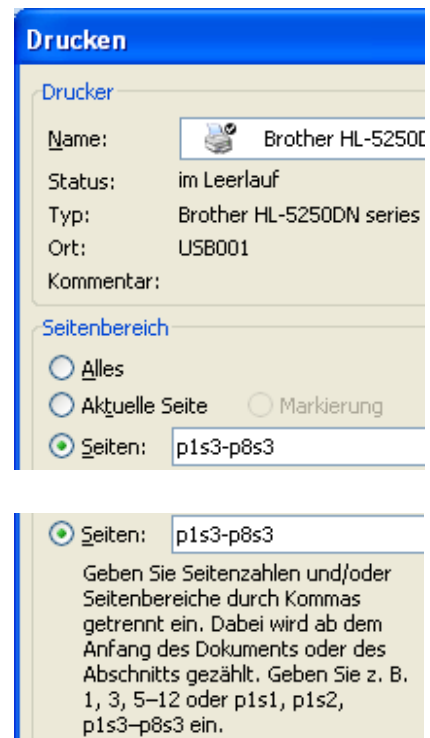 Drucken
Drucker
Name: Brother HL-5250D
Status: im Leerlauf
Typ: Brother HL-5250DN series
Ort: USB001
Kommentar:
Seitenbereich
Alles
Aktuelle Seite Markierung
Seiten: p1s3-p8s3
Seiten: p1s3-p8s3
Geben Sie Seitenzahlen und/oder
Seitenbereiche durch Kommas
getrennt ein. Dabei wird ab dem
Anfang des Dokuments oder des
Abschnitts gezählt. Geben Sie z. B.
1, 3, 5–12 oder p1s1, p1s2,
p1s3–p8s3 ein.